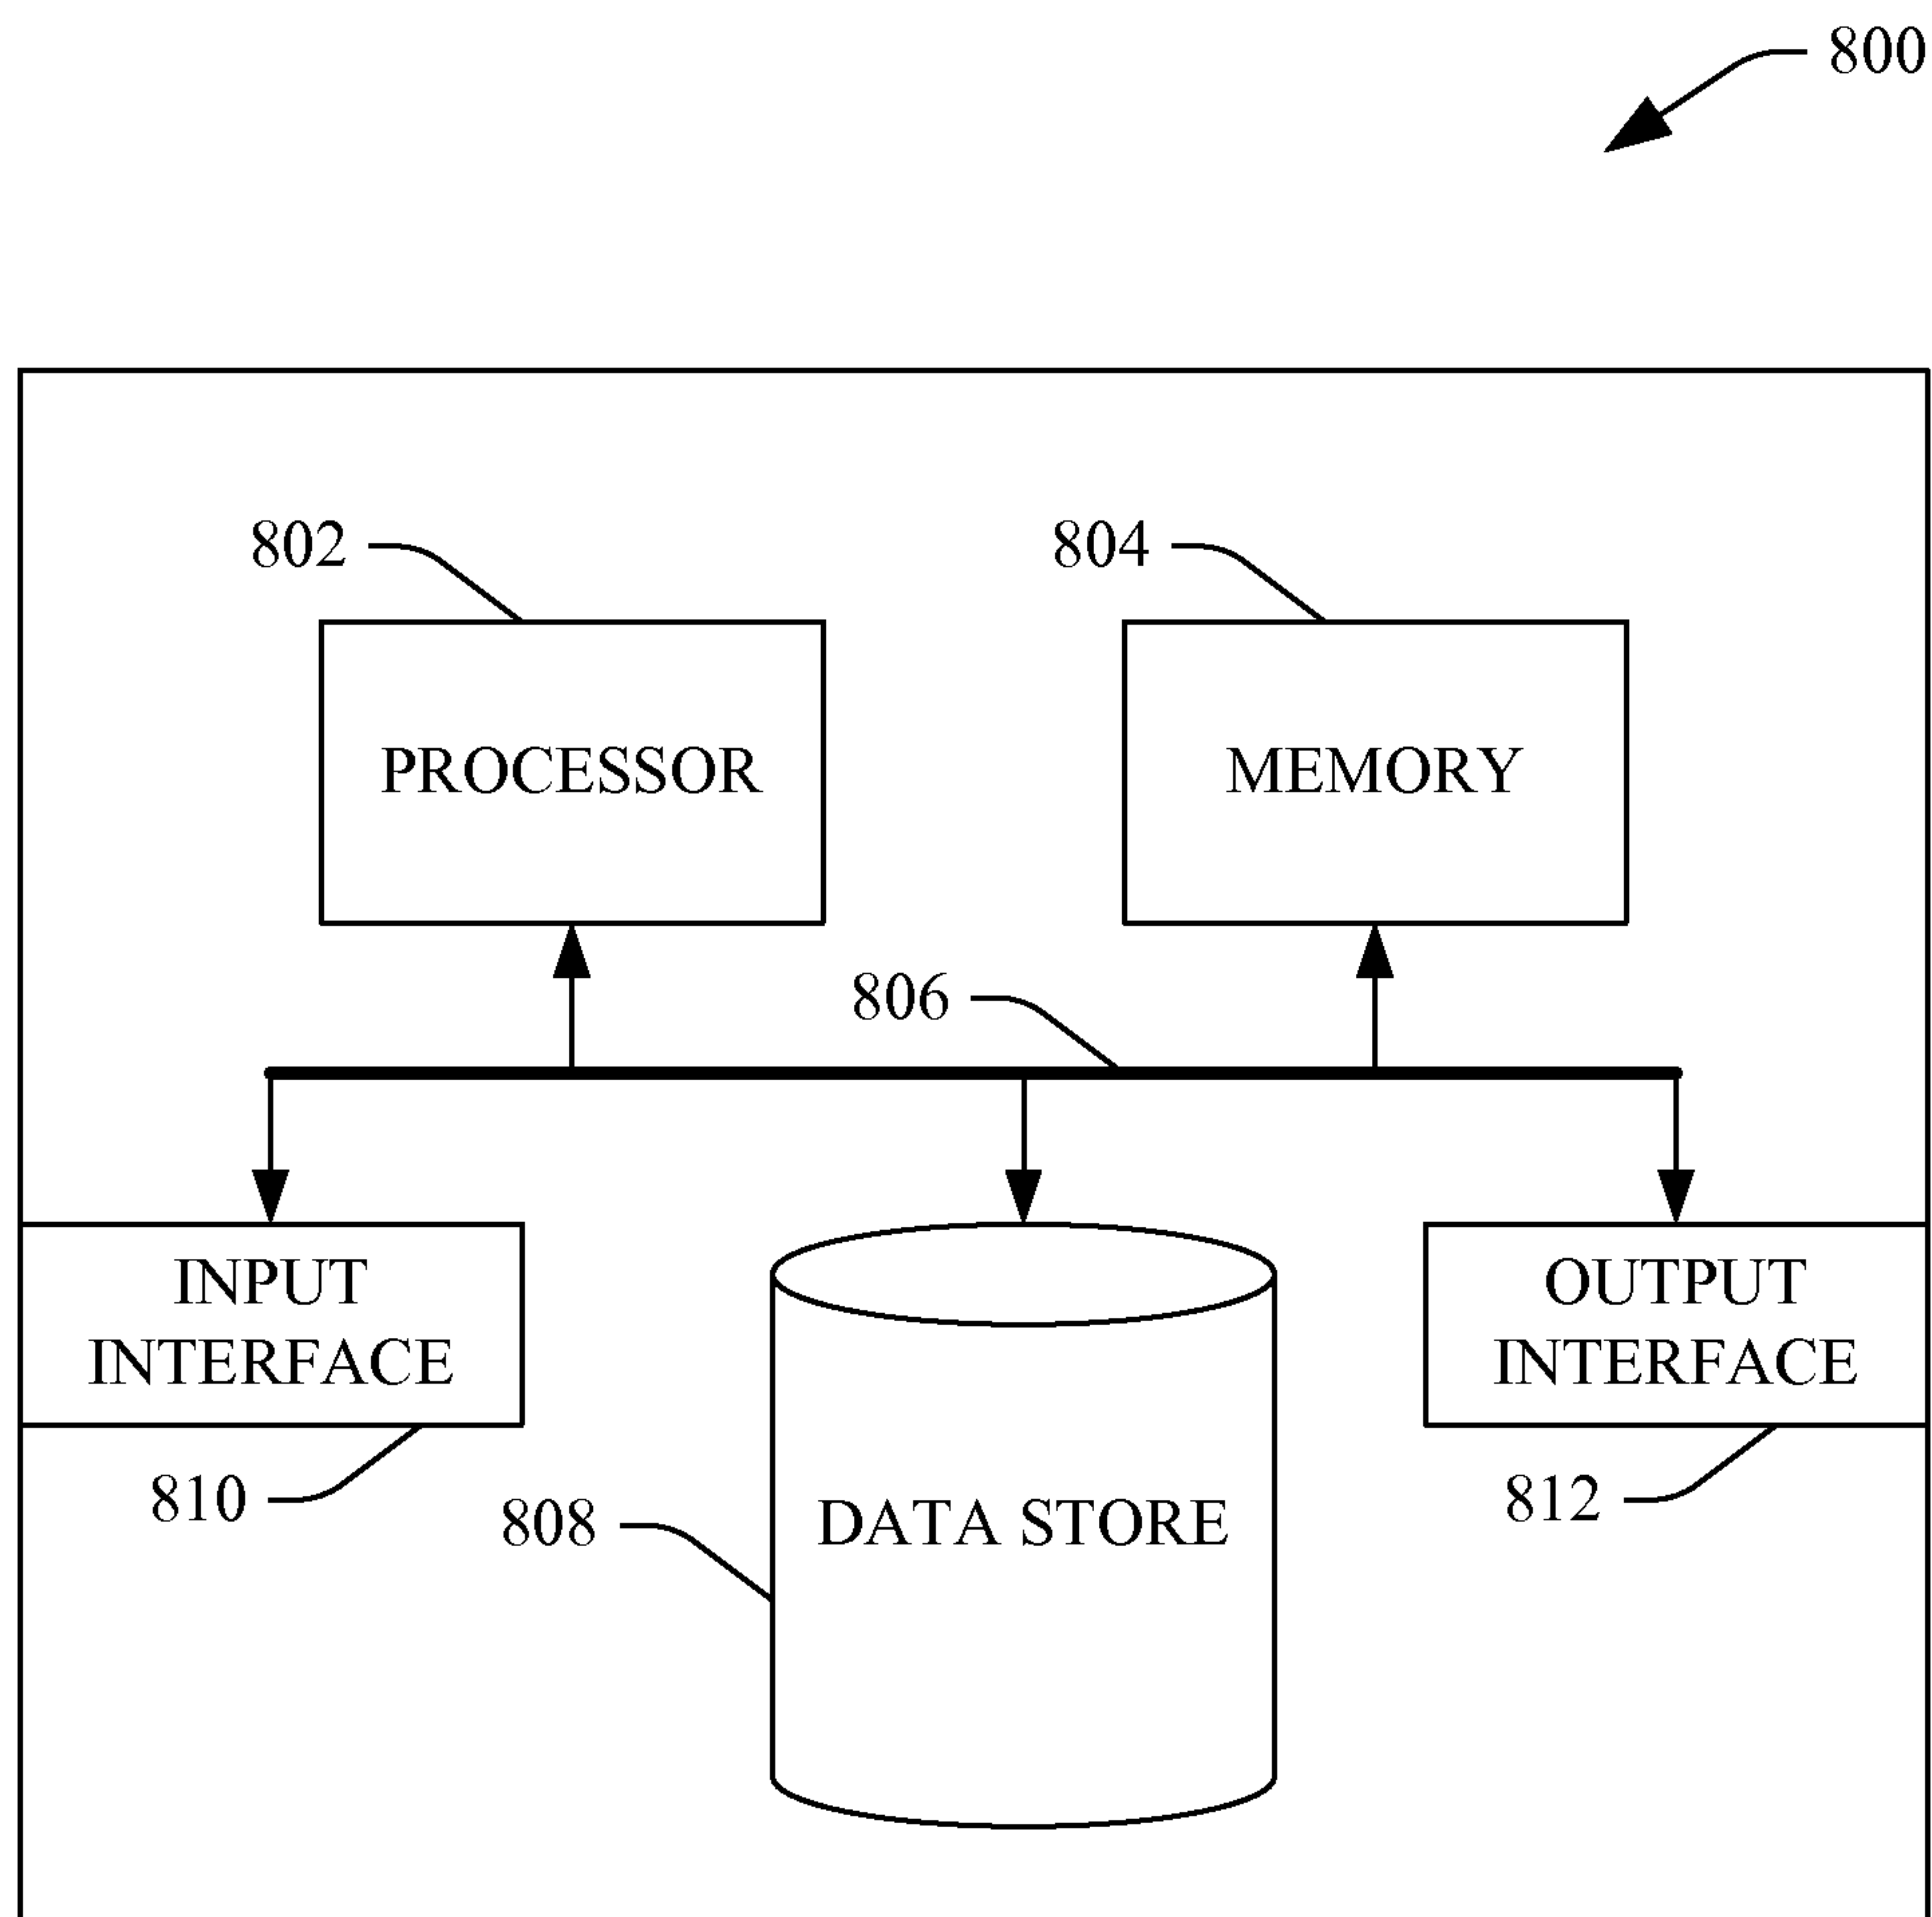 800
802
804
PROCESSOR
MEMORY
806
INPUT
INTERFACE
OUTPUT
INTERFACE
810
808
DATA STORE
812